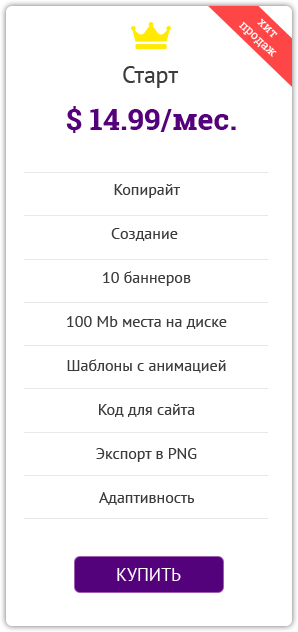 хит
продаж
Старт
$ 14.99/мес.
Копирайт
Создание
10 баннеров
100 Mb места на диске
Шаблоны с анимацией
Код для сайта
Экспорт в PNG
Адаптивность
КУПИТЬ